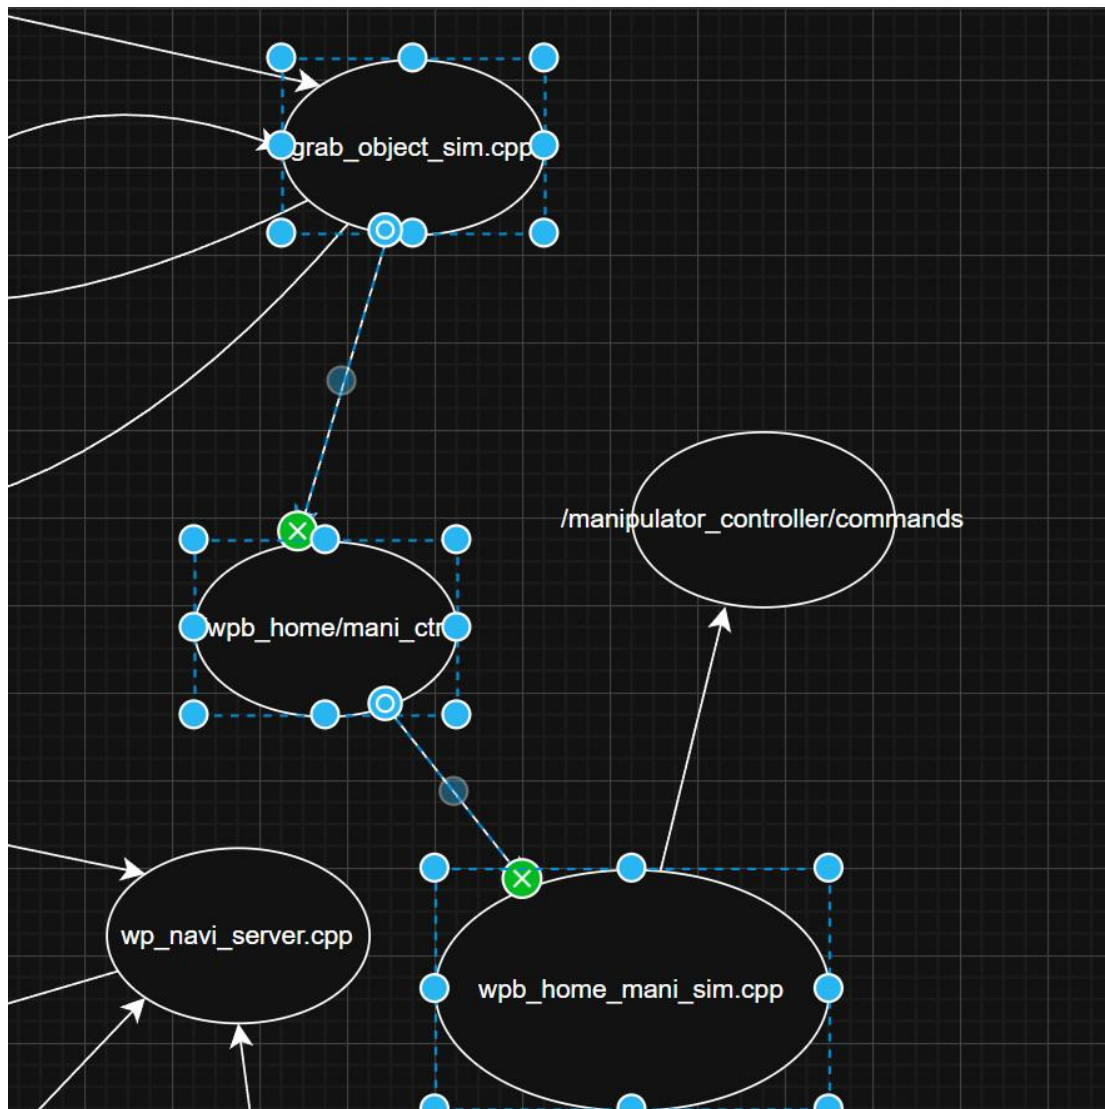 grab_object_sim.cpp
/manipulator_controller/commands
wpb_home/mani_ctr
wp_navi_server.cpp
wpb_home_mani_sim.cpp